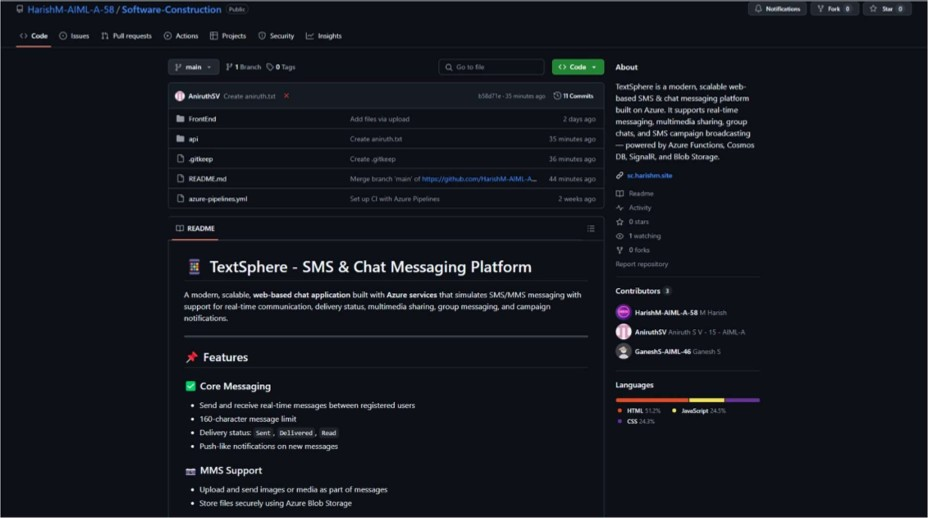 HarishM-AIML-A-58 / Software-Construction Public
Notifications Fork 0 Star 0
Code Issues Pull requests Actions Projects Security Insights
main 1 Branch 0 Tags Go to file Code
AniruthSV Create aniruth.txt 35 minutes ago 11 Commits
FrontEnd Add files via upload 2 days ago
api Create aniruth.txt 35 minutes ago
.gitkeep Create .gitkeep 36 minutes ago
README.md Merge branch 'main' of https://github.com/HarishM-AIML-A... 44 minutes ago
azure-pipelines.yml Set up CI with Azure Pipelines 2 weeks ago
README
TextSphere - SMS & Chat Messaging Platform
A modern, scalable, web-based chat application built with Azure services that simulates SMS/MMS messaging with
support for real-time communication, delivery status, multimedia sharing, group messaging, and campaign
notifications.
Features
Core Messaging
• Send and receive real-time messages between registered users
• 160-character message limit
• Delivery status: Sent, Delivered, Read
• Push-like notifications on new messages
MMS Support
• Upload and send images or media as part of messages
• Store files securely using Azure Blob Storage
About
TextSphere is a modern, scalable web-
based SMS & chat messaging platform
built on Azure. It supports real-time
messaging, multimedia sharing, group
chats, and SMS campaign broadcasting
— powered by Azure Functions, Cosmos
DB, SignalR, and Blob Storage.
sc.harishm.site
Readme
Activity
0 stars
1 watching
0 forks
Report repository
Contributors 3
HarishM-AIML-A-58 M Harish
AniruthSV Aniruth S V - 15 - AIML-A
GaneshS-AIML-46 Ganesh S
Languages
HTML 51.2% JavaScript 24.5%
CSS 24.3%